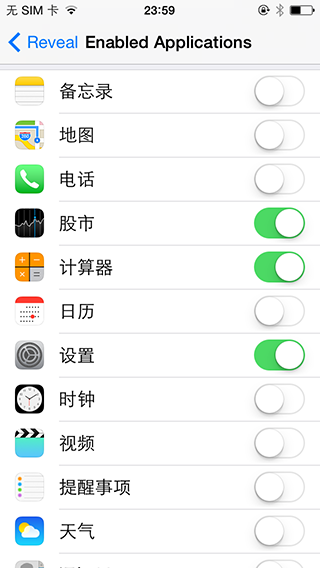 无 SIM 卡
23:59
Reveal
Enabled Applications
备忘录
地图
电话
股市
计算器
日历
设置
时钟
视频
提醒事项
天气